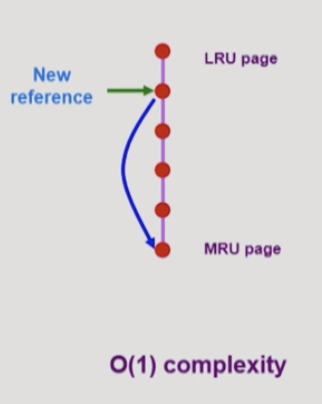 LRU page
New
reference
MRU page
O(1) complexity